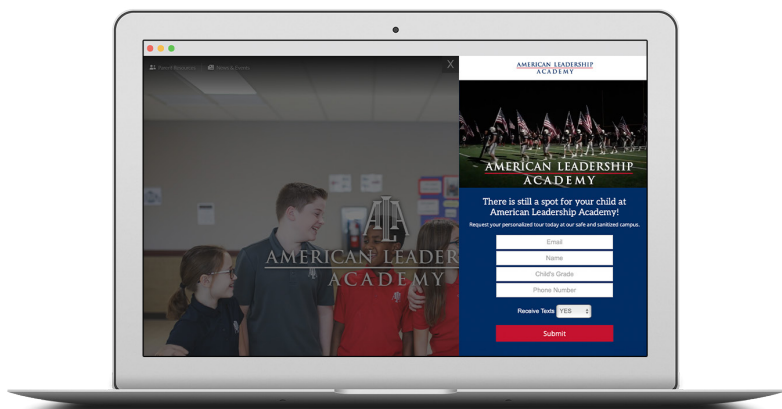 Parent Resources
News & Events
X
ALA
AMERICAN LEADER
ACADEMY
AMERICAN LEADERSHIP
ACADEMY
AMERICAN LEADERSHIP
ACADEMY
There is still a spot for your child at
American Leadership Academy!
Request your personalized tour today at our safe and sanitized campus.
Email
Name
Child's Grade
Phone Number
Receive Texts YES
Submit